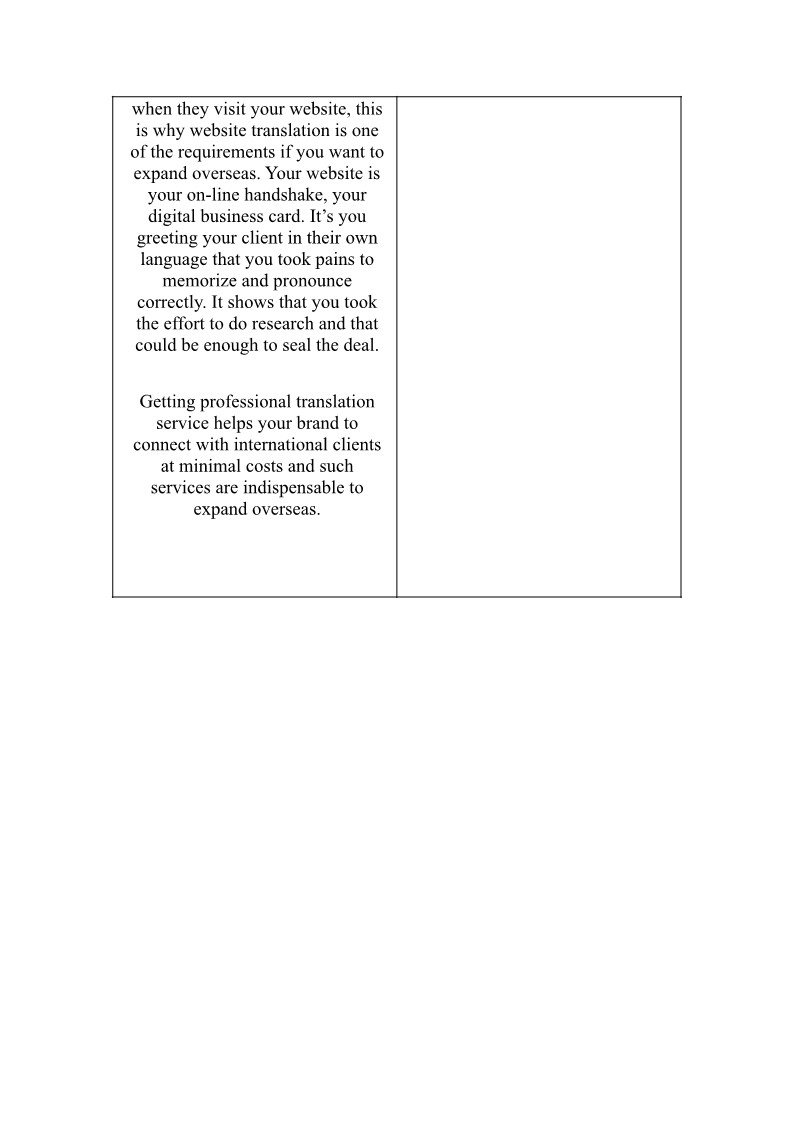 when they visit your website, this
is why website translation is one
of the requirements if you want to
expand overseas. Your website is
your on-line handshake, your
digital business card. It’s you
greeting your client in their own
language that you took pains to
memorize and pronounce
correctly. It shows that you took
the effort to do research and that
could be enough to seal the deal.
Getting professional translation
service helps your brand to
connect with international clients
at minimal costs and such
services are indispensable to
expand overseas.